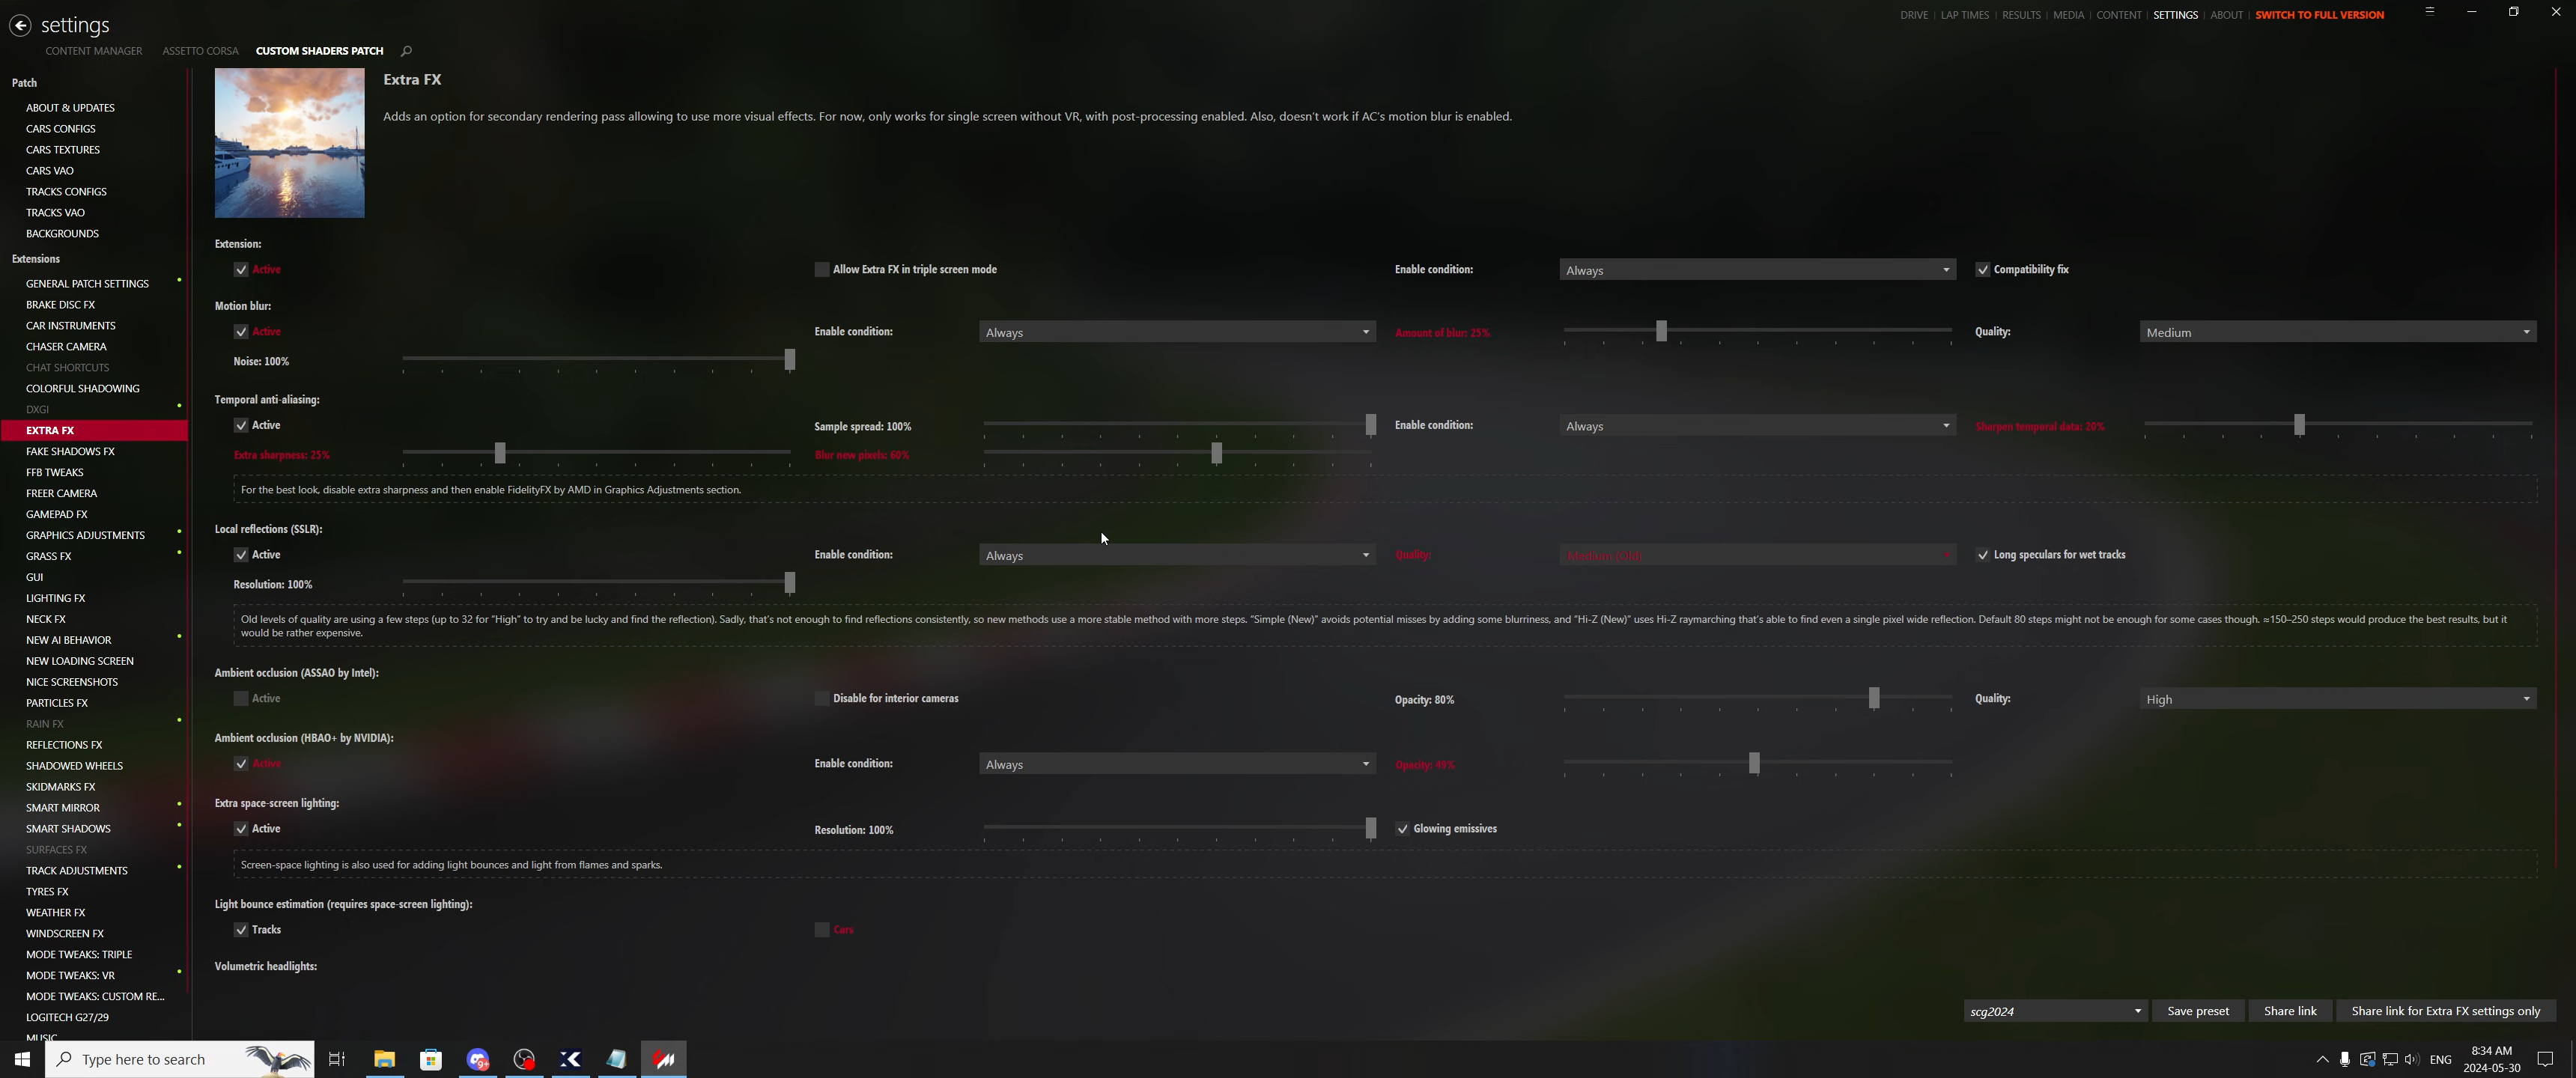 settings
DRIVE LAP TIMES RESULTS MEDIA CONTENT SETTINGS ABOUT SWITCH TO FULL VERSION
CONTENT MANAGER ASSETTO CORSA CUSTOM SHADERS PATCH
Patch
ABOUT & UPDATES
CARS CONFIGS
CARS TEXTURES
CARS VAO
TRACKS CONFIGS
TRACKS VAO
BACKGROUNDS
Extensions
GENERAL PATCH SETTINGS
BRAKE DISC FX
CAR INSTRUMENTS
CHASER CAMERA
CHAT SHORTCUTS
COLORFUL SHADOWING
DXGI
EXTRA FX
FAKE SHADOWS FX
FFB TWEAKS
FREER CAMERA
GAMEPAD FX
GRAPHICS ADJUSTMENTS
GRASS FX
GUI
LIGHTING FX
NECK FX
NEW AI BEHAVIOR
NEW LOADING SCREEN
NICE SCREENSHOTS
PARTICLES FX
RAIN FX
REFLECTIONS FX
SHADOWED WHEELS
SKIDMARKS FX
SMART MIRROR
SMART SHADOWS
SURFACES FX
TRACK ADJUSTMENTS
TYRES FX
WEATHER FX
WINDSCREEN FX
MODE TWEAKS: TRIPLE
MODE TWEAKS: VR
MODE TWEAKS: CUSTOM RE...
LOGITECH G27/29
MUSIC
Extra FX
Adds an option for secondary rendering pass allowing to use more visual effects. For now, only works for single screen without VR, with post-processing enabled. Also, doesn't work if AC's motion blur is enabled.
Extension:
Active Allow Extra FX in triple screen mode Enable condition: Always Compatibility fix
Motion blur:
Active Enable condition: Always Amount of blur: 25% Quality: Medium
Noise: 100%
Temporal anti-aliasing:
Active Sample spread: 100% Enable condition: Always Sharpen temporal data: 20%
Extra sharpness: 25% Blur new pixels: 60%
For the best look, disable extra sharpness and then enable FidelityFX by AMD in Graphics Adjustments section.
Local reflections (SSLR):
Active Enable condition: Always Quality: Medium (Old) Long speculars for wet tracks
Resolution: 100%
Old levels of quality are using a few steps (up to 32 for "High" to try and be lucky and find the reflection). Sadly, that's not enough to find reflections consistently, so new methods use a more stable method with more steps. "Simple (New)" avoids potential misses by adding some blurriness, and "Hi-Z (New)" uses Hi-Z raymarching that's able to find even a single pixel wide reflection. Default 80 steps might not be enough for some cases though. ≈150–250 steps would produce the best results, but it
would be rather expensive.
Ambient occlusion (ASSAO by Intel):
Active Disable for interior cameras Opacity: 80% Quality: High
Ambient occlusion (HBAO+ by NVIDIA):
Active Enable condition: Always Opacity: 49%
Extra space-screen lighting:
Active Resolution: 100% Glowing emissives
Screen-space lighting is also used for adding light bounces and light from flames and sparks.
Light bounce estimation (requires space-screen lighting):
Tracks Cars
Volumetric headlights:
scg2024 Save preset Share link Share link for Extra FX settings only
Type here to search
9+
ENG
8:34 AM
2024-05-30